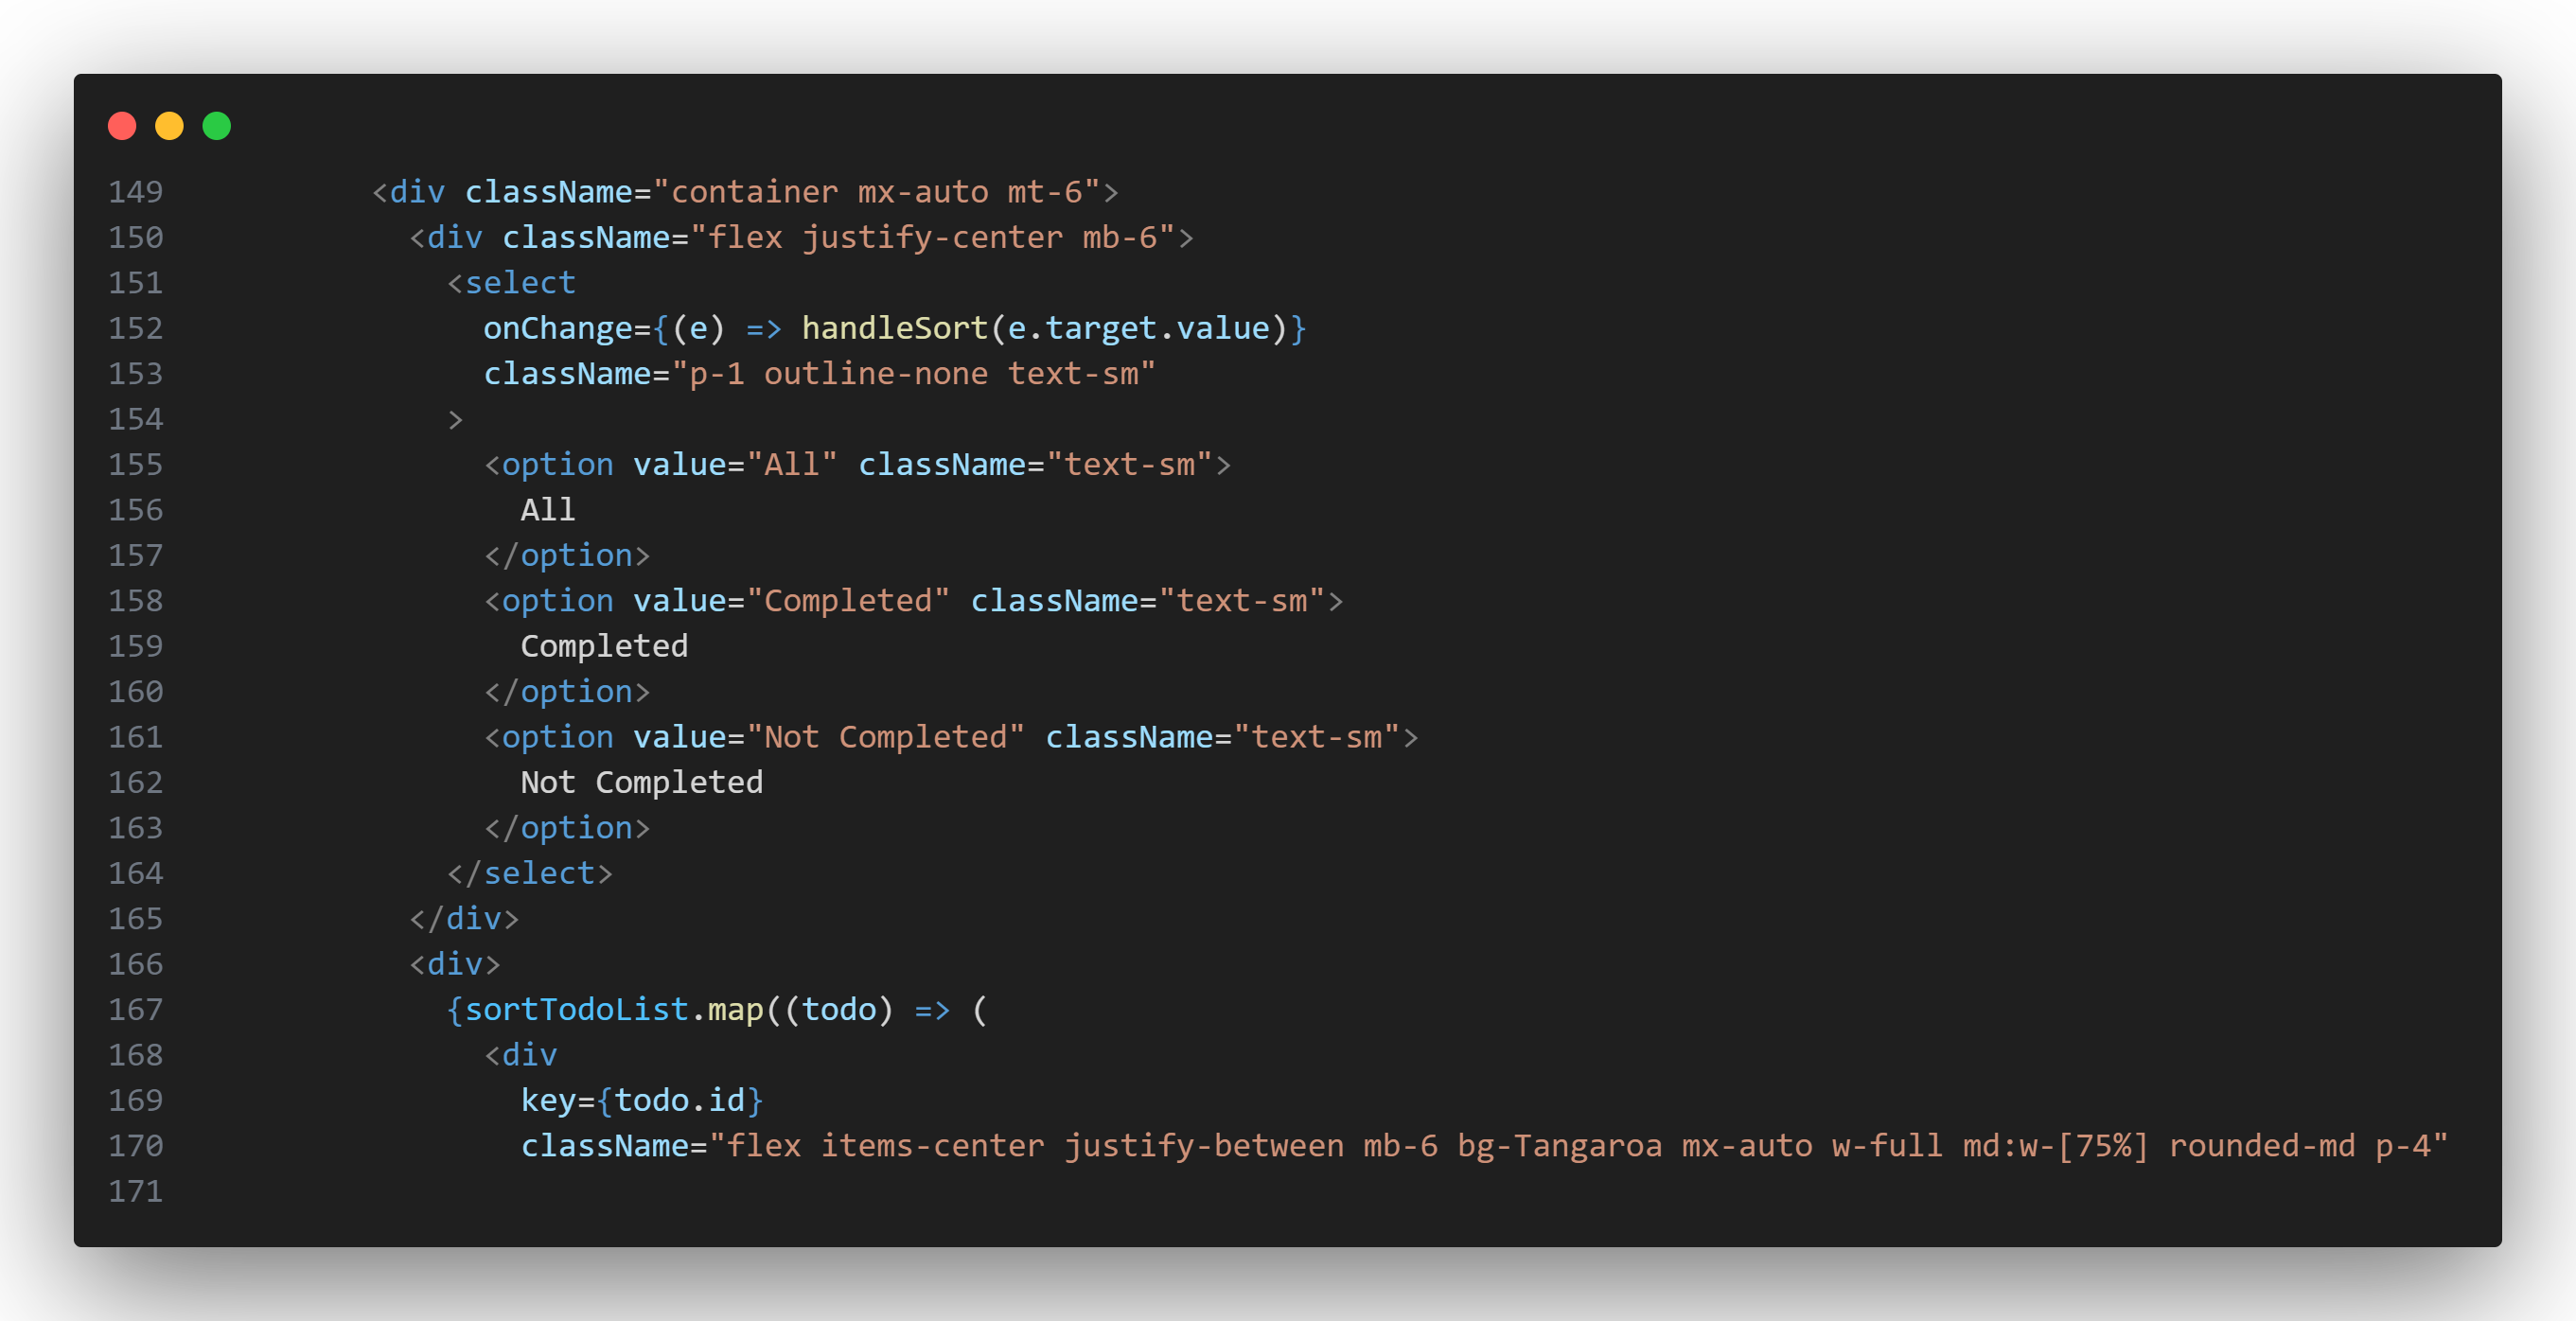 149 <div className="container mx-auto mt-6">
150 <div className="flex justify-center mb-6">
151 <select
152 onChange={(e) => handleSort(e.target.value)}
153 className="p-1 outline-none text-sm"
154 >
155 <option value="All" className="text-sm">
156 All
157 </option>
158 <option value="Completed" className="text-sm">
159 Completed
160 </option>
161 <option value="Not Completed" className="text-sm">
162 Not Completed
163 </option>
164 </select>
165 </div>
166 <div>
167 {sortTodoList.map((todo) => (
168 <div
169 key={todo.id}
170 className="flex items-center justify-between mb-6 bg-Tangaroa mx-auto w-full md:w-[75%] rounded-md p-4"
171